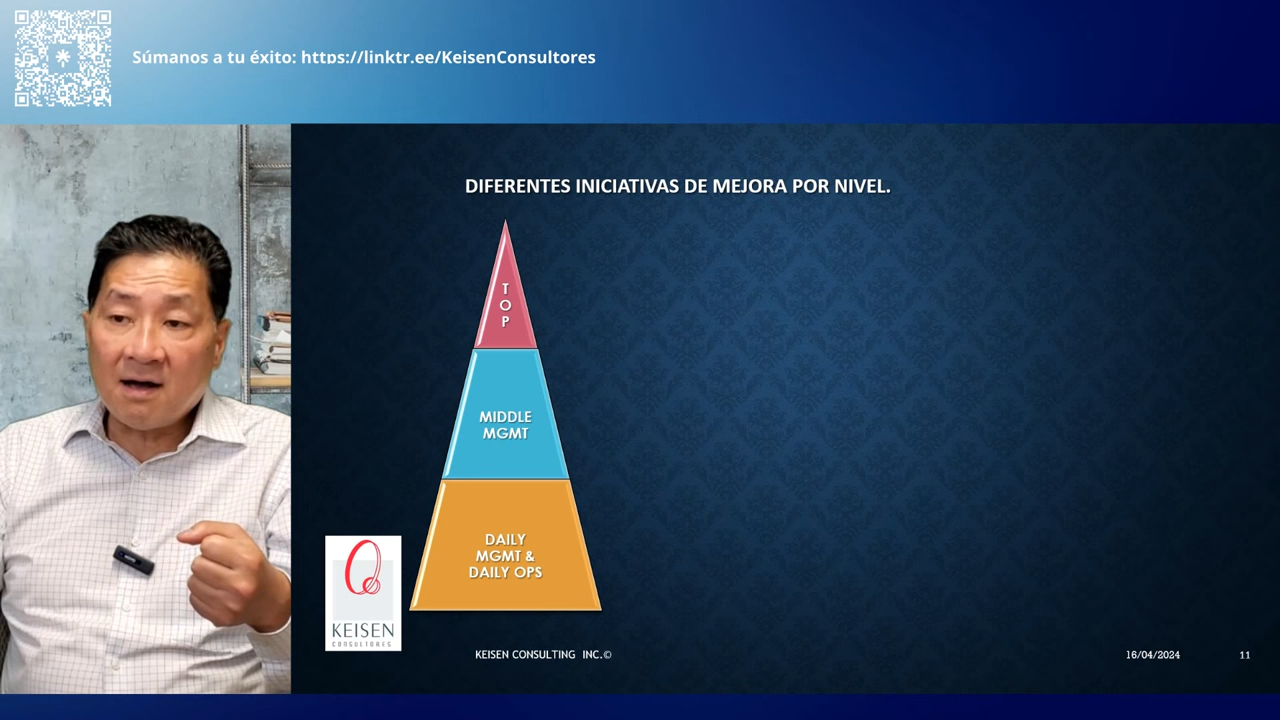 Súmanos a tu éxito: https://linktr.ee/KeisenConsultores
DIFERENTES INICIATIVAS DE MEJORA POR NIVEL.
T
O
P
MIDDLE
MGMT
DAILY
MGMT &
DAILY OPS
KEISEN
CONSULTORES
KEISEN CONSULTING INC.©
16/04/2024
11